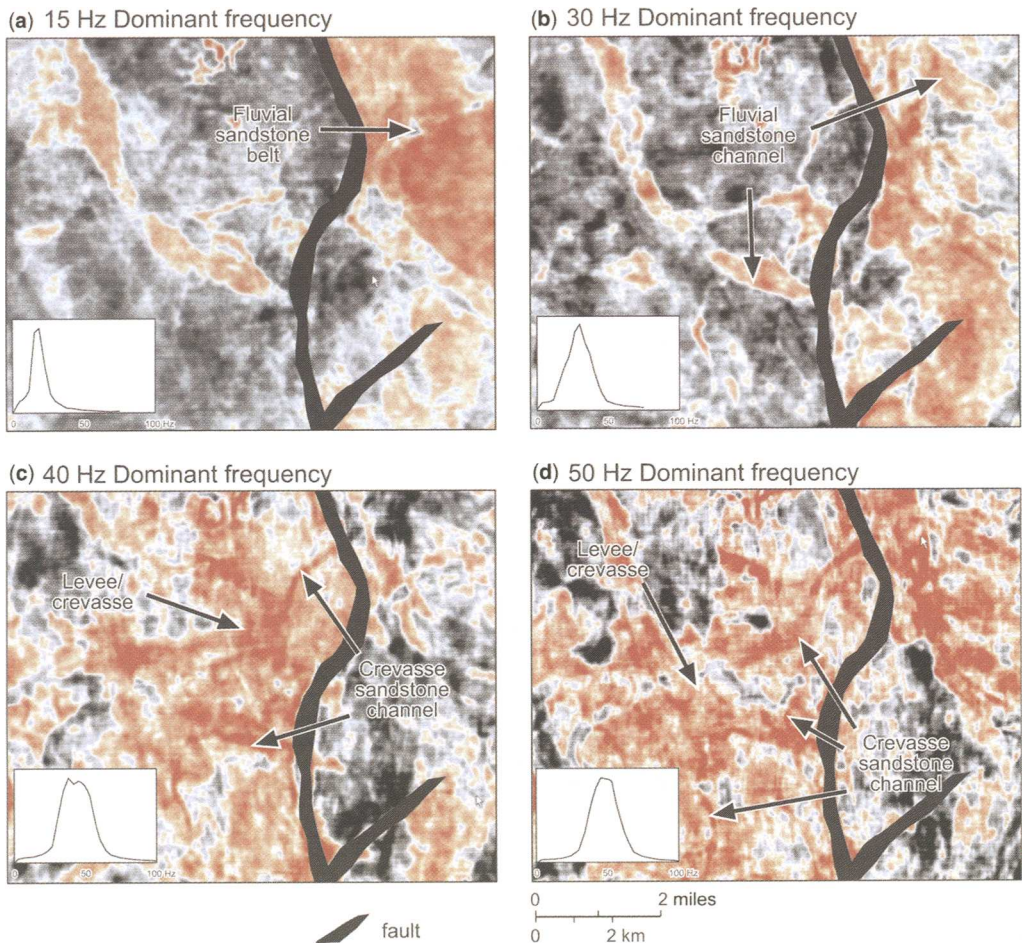 (a) 15 Hz Dominant frequency
Fluvial
sandstone
belt
0 50 100 Hz
(b) 30 Hz Dominant frequency
Fluvial
sandstone
channel
0 50 100 Hz
(c) 40 Hz Dominant frequency
Levee/
crevasse
Crevasse
sandstone
channel
0 50 100 Hz
(d) 50 Hz Dominant frequency
Levee/
crevasse
Crevasse
sandstone
channel
0 50 100 Hz
fault
0 2 miles
0 2 km